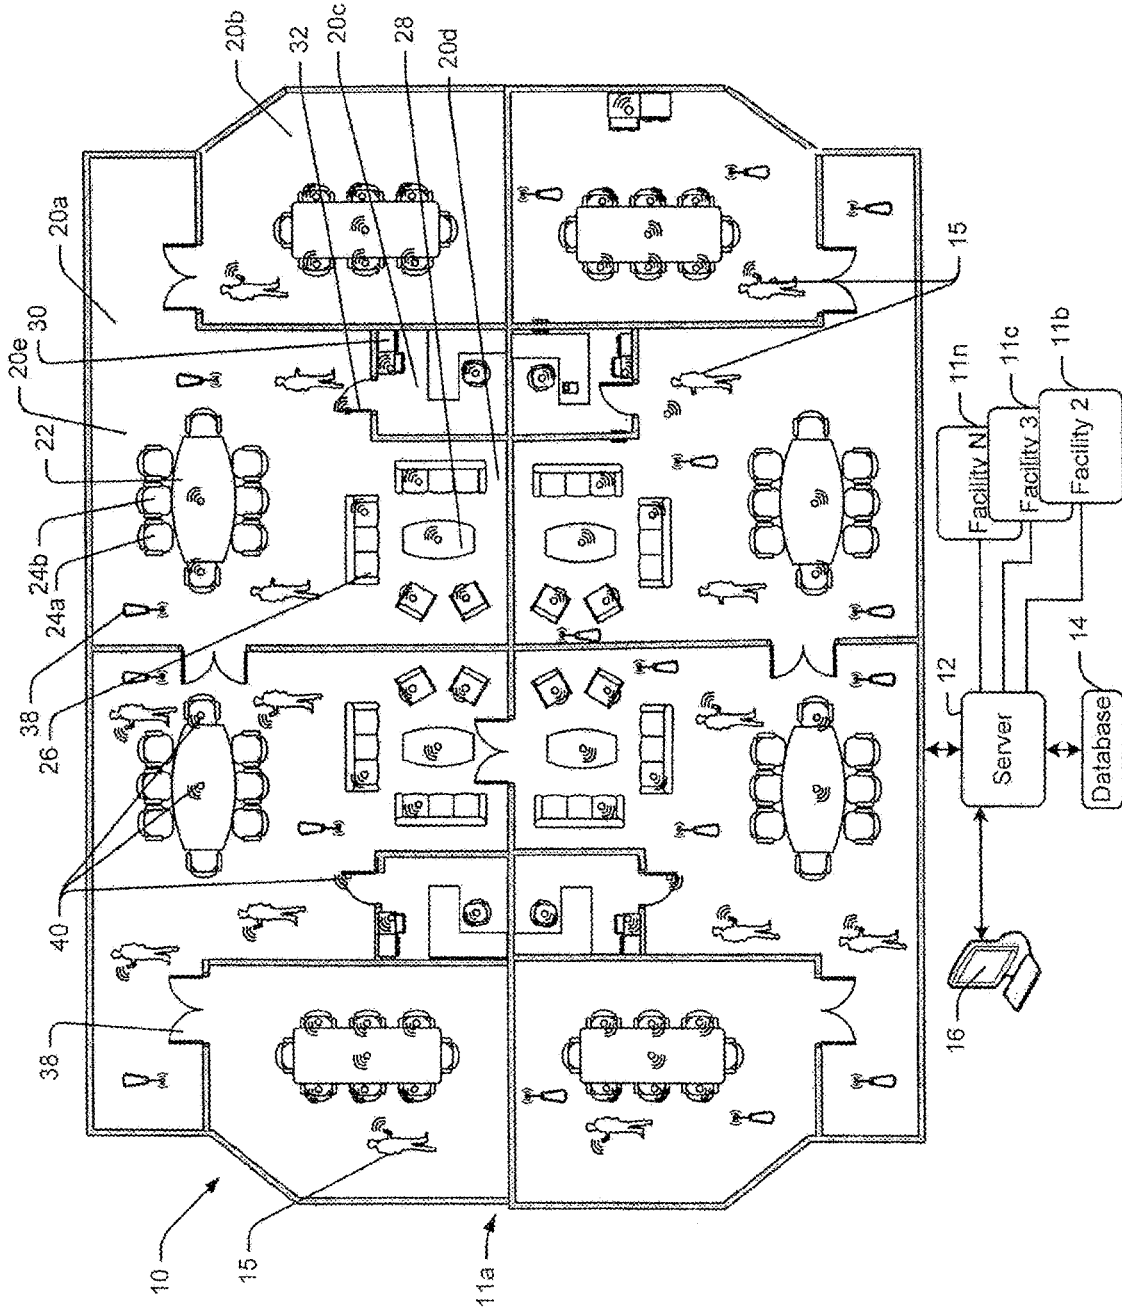 38
40
26
38
24a
24b
22
20e
30
20a
10
15
20b
32
20c
28
20d
11a
15
16
12
Server
11n
Facility N
11c
Facility 3
11b
Facility 2
14
Database